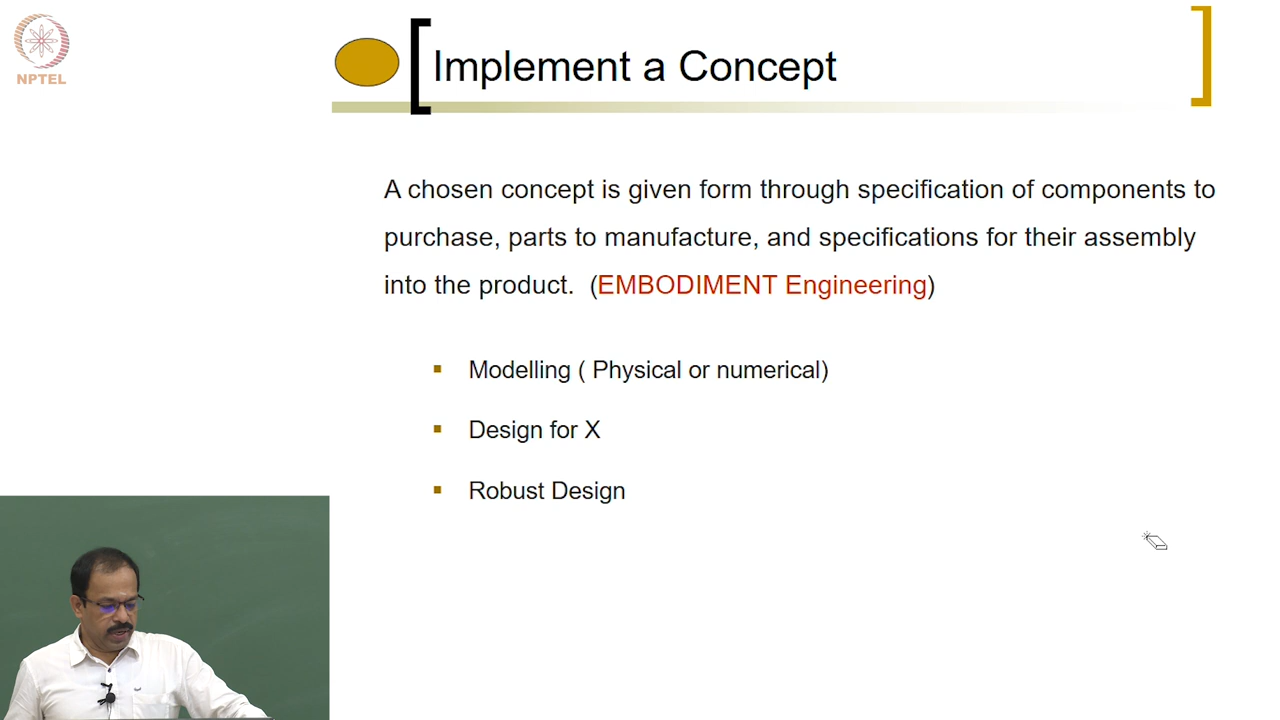 NPTEL
Implement a Concept
A chosen concept is given form through specification of components to
purchase, parts to manufacture, and specifications for their assembly
into the product. (EMBODIMENT Engineering)
Modelling ( Physical or numerical)
Design for X
Robust Design